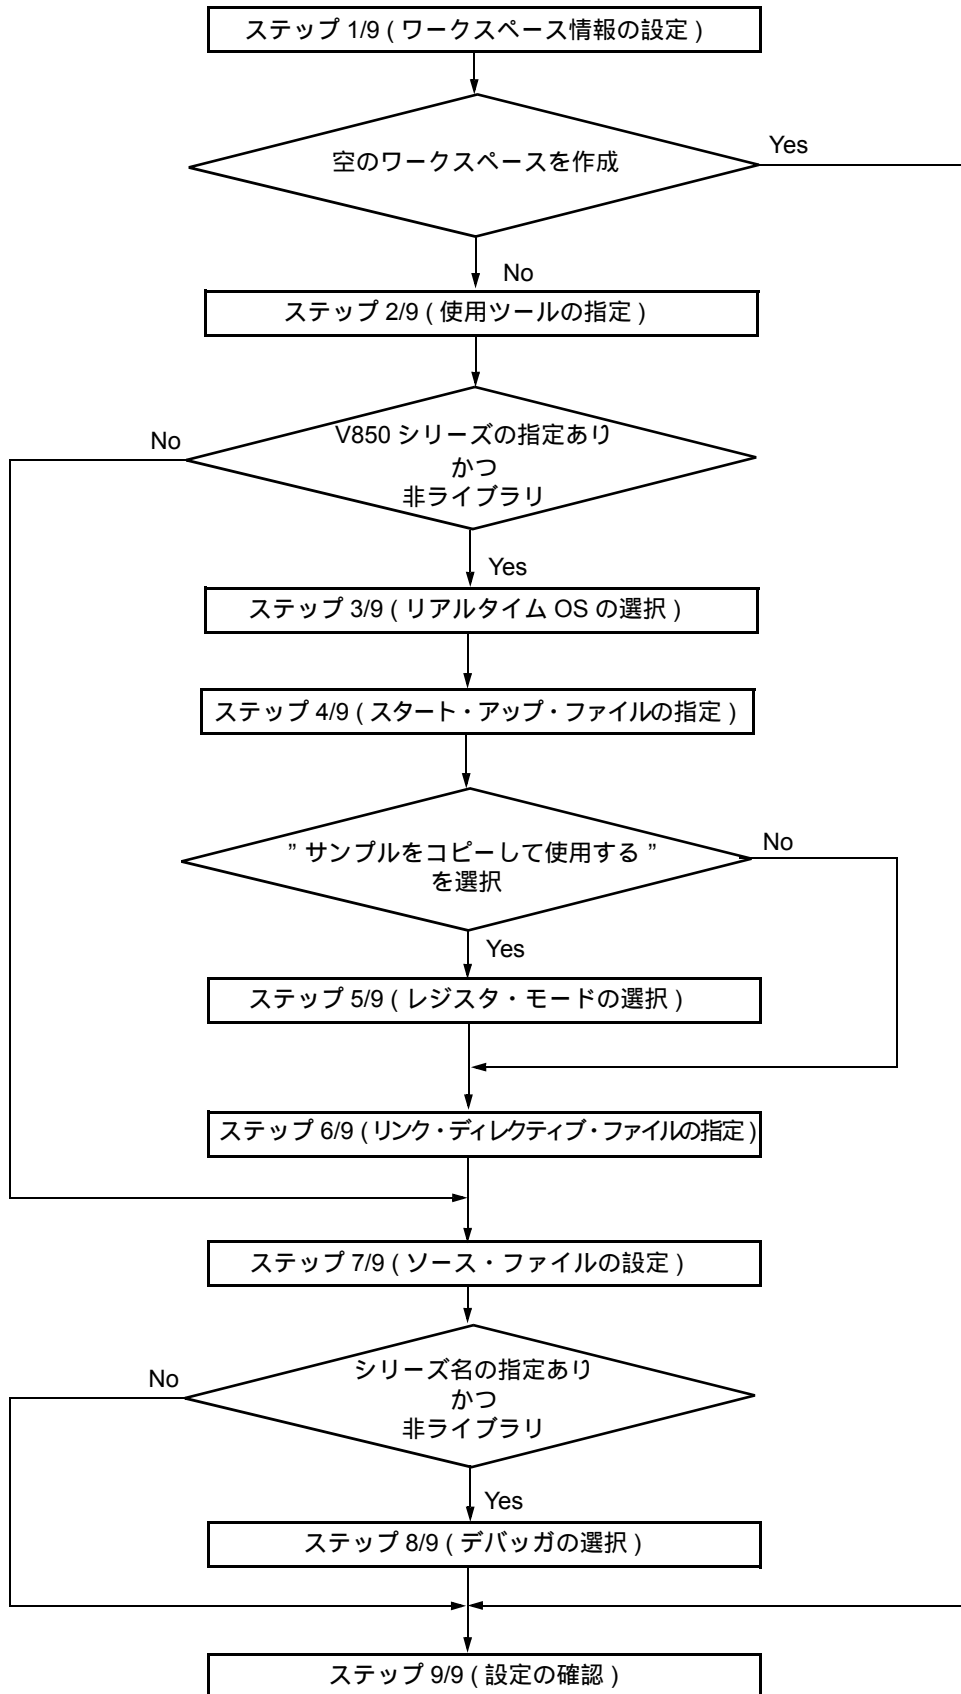 ステップ 1/9 ( ワークスペース情報の設定 )
空のワークスペースを作成
Yes
No
ステップ 2/9 ( 使用ツールの指定 )
No
V850 シリーズの指定あり
かつ
非ライブラリ
Yes
ステップ 3/9 ( リアルタイム OS の選択 )
ステップ 4/9 ( スタート・アップ・ファイルの指定 )
” サンプルをコピーして使用する ”
を選択
No
Yes
ステップ 5/9 ( レジスタ・モードの選択 )
ステップ 6/9 ( リンク・ディレクティブ・ファイルの指定 )
ステップ 7/9 ( ソース・ファイルの設定 )
No
シリーズ名の指定あり
かつ
非ライブラリ
Yes
ステップ 8/9 ( デバッガの選択 )
ステップ 9/9 ( 設定の確認 )